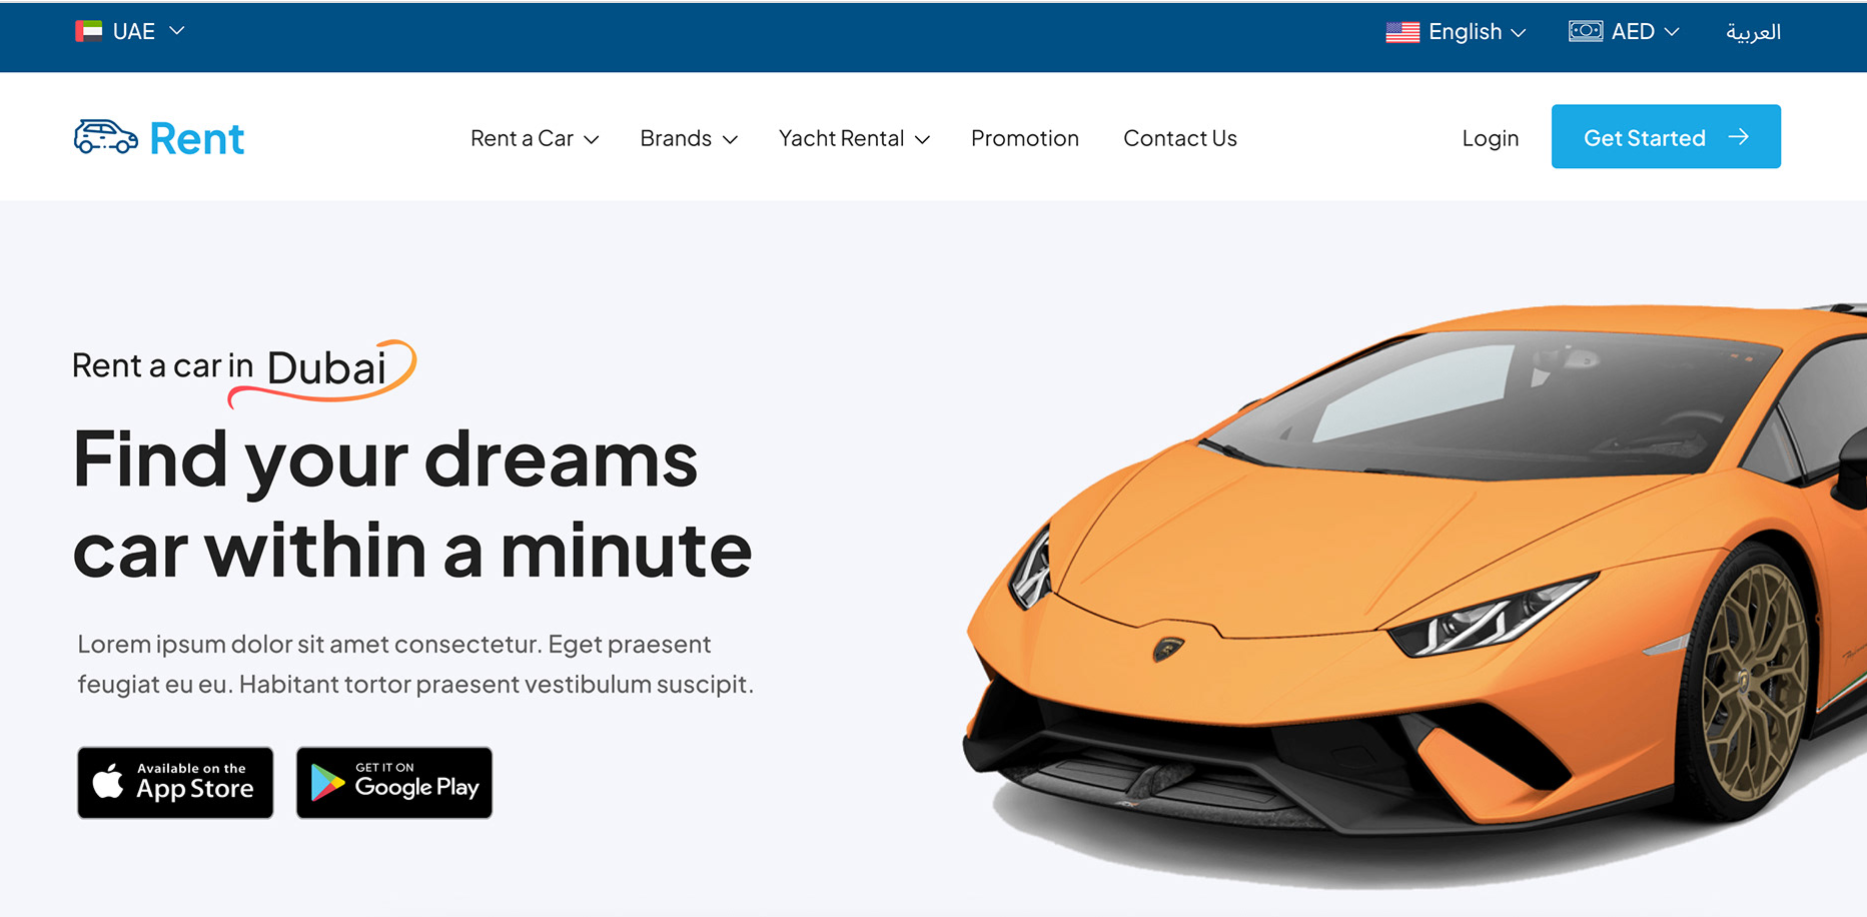 UAE
English
AED
العربية
Rent
Rent a Car
Brands
Yacht Rental
Promotion
Contact Us
Login
Get Started
Rent a car in Dubai
Find your dreams
car within a minute
Lorem ipsum dolor sit amet consectetur. Eget praesent
feugiat eu eu. Habitant tortor praesent vestibulum suscipit.
Available on the
App Store
GET IT ON
Google Play